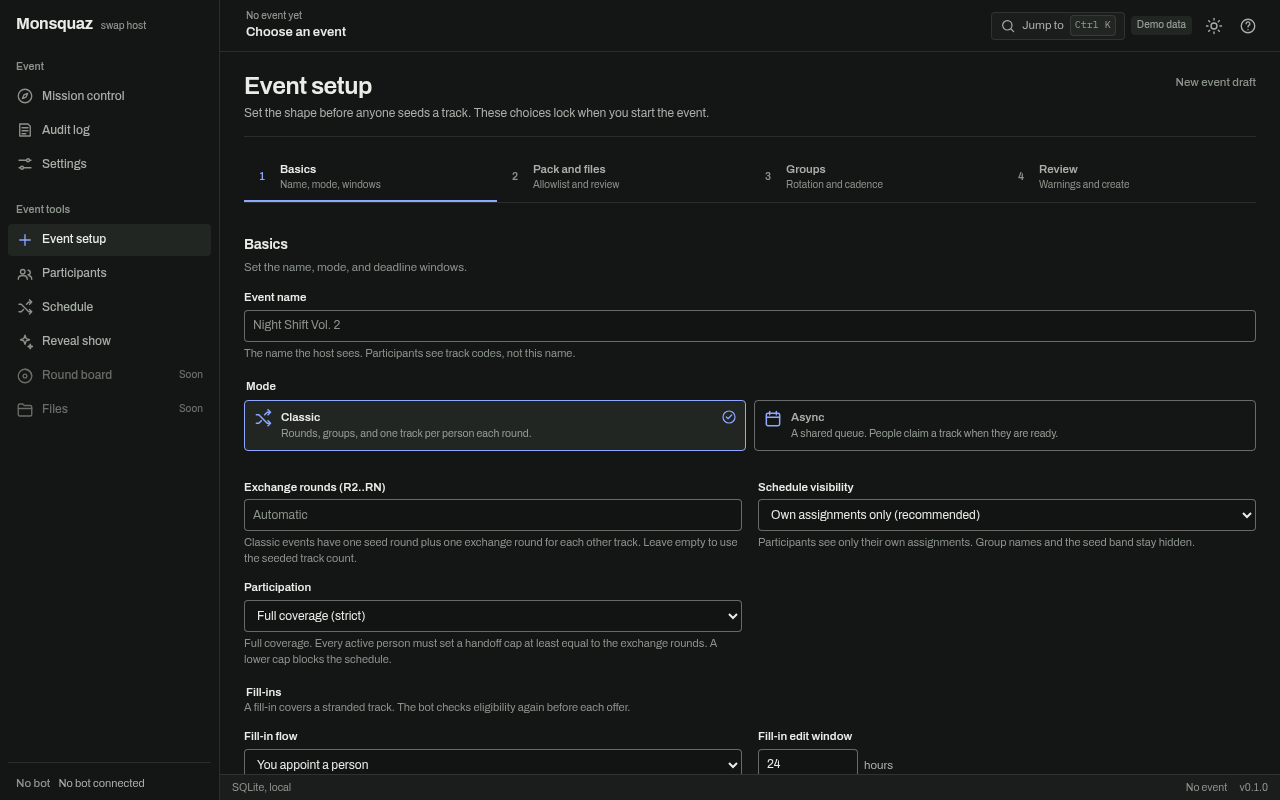 Monsquaz swap host
No event yet
Choose an event
Jump to Ctrl K
Demo data
Event
Mission control
Audit log
Settings
Event tools
Event setup
Participants
Schedule
Reveal show
Round board Soon
Files Soon
No bot No bot connected
Event setup
New event draft
Set the shape before anyone seeds a track. These choices lock when you start the event.
1 Basics
Name, mode, windows
2 Pack and files
Allowlist and review
3 Groups
Rotation and cadence
4 Review
Warnings and create
Basics
Set the name, mode, and deadline windows.
Event name
Night Shift Vol. 2
The name the host sees. Participants see track codes, not this name.
Mode
Classic
Rounds, groups, and one track per person each round.
Async
A shared queue. People claim a track when they are ready.
Exchange rounds (R2..RN)
Automatic
Classic events have one seed round plus one exchange round for each other track. Leave empty to use
the seeded track count.
Schedule visibility
Own assignments only (recommended)
Participants see only their own assignments. Group names and the seed band stay hidden.
Participation
Full coverage (strict)
Full coverage. Every active person must set a handoff cap at least equal to the exchange rounds. A
lower cap blocks the schedule.
Fill-ins
A fill-in covers a stranded track. The bot checks eligibility again before each offer.
Fill-in flow
You appoint a person
Fill-in edit window
24 hours
SQLite, local
No event v0.1.0